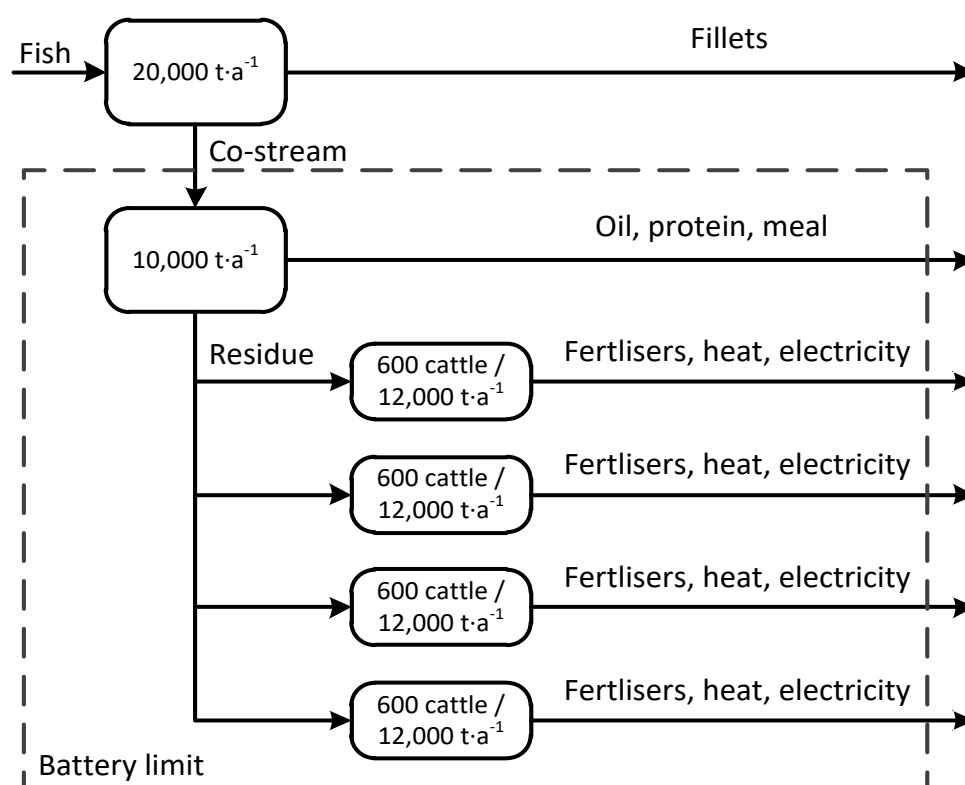 Fish
20,000 t·a⁻¹
Fillets
Co-stream
10,000 t·a⁻¹
Oil, protein, meal
Residue
600 cattle /
12,000 t·a⁻¹
Fertlisers, heat, electricity
600 cattle /
12,000 t·a⁻¹
Fertlisers, heat, electricity
600 cattle /
12,000 t·a⁻¹
Fertlisers, heat, electricity
600 cattle /
12,000 t·a⁻¹
Fertlisers, heat, electricity
Battery limit